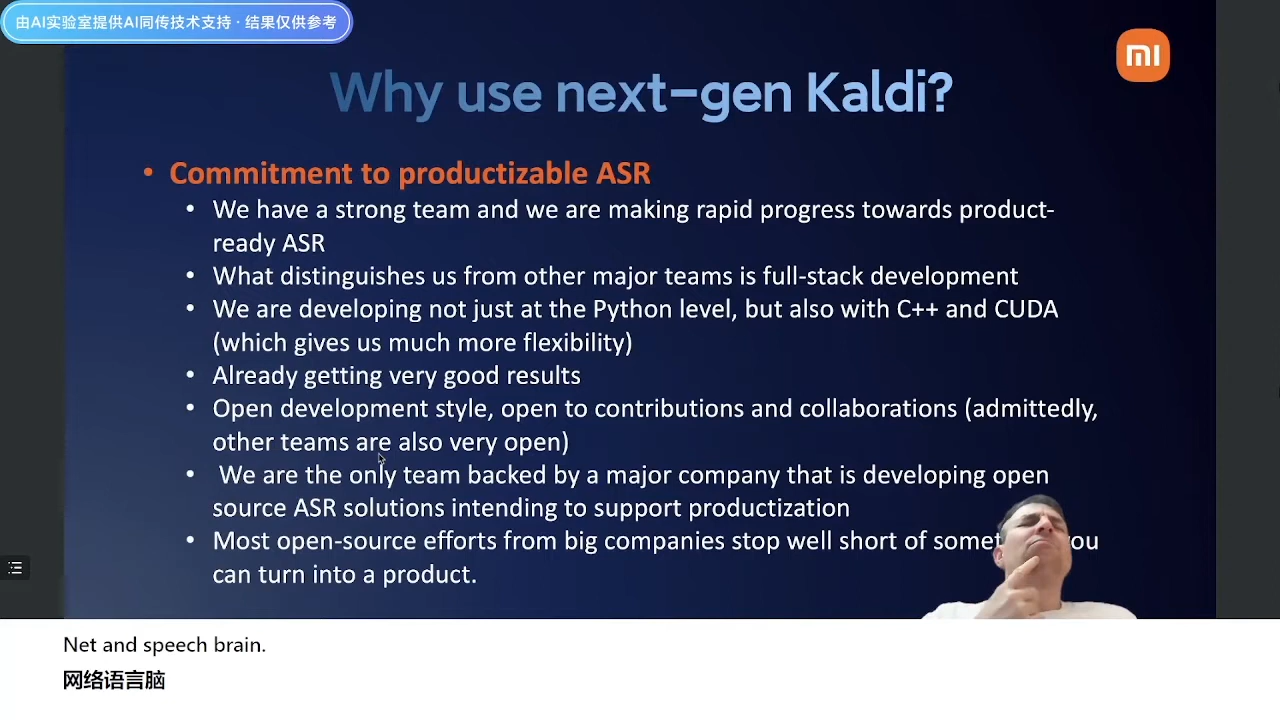 由AI实验室提供AI同传技术支持 · 结果仅供参考
Why use next-gen Kaldi?
• Commitment to productizable ASR
• We have a strong team and we are making rapid progress towards product-
ready ASR
• What distinguishes us from other major teams is full-stack development
• We are developing not just at the Python level, but also with C++ and CUDA
(which gives us much more flexibility)
• Already getting very good results
• Open development style, open to contributions and collaborations (admittedly,
other teams are also very open)
• We are the only team backed by a major company that is developing open
source ASR solutions intending to support productization
• Most open-source efforts from big companies stop well short of
can turn into a product.
Net and speech brain.
网络语言脑